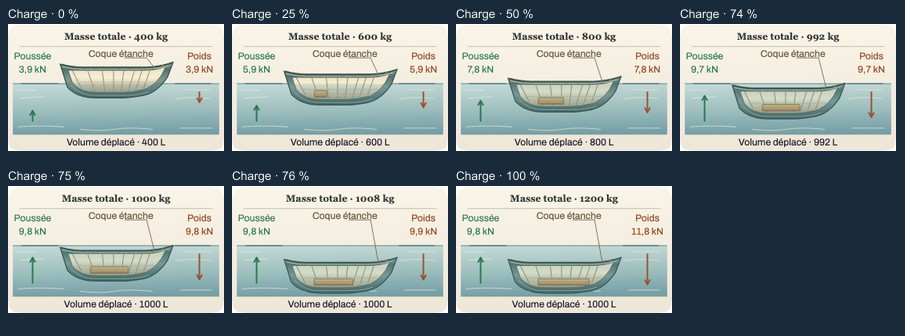 Charge · 0 %
Masse totale · 400 kg
Poussée
3,9 kN
Coque étanche
Poids
3,9 kN
Volume déplacé · 400 L
Charge · 25 %
Masse totale · 600 kg
Poussée
5,9 kN
Coque étanche
Poids
5,9 kN
Volume déplacé · 600 L
Charge · 50 %
Masse totale · 800 kg
Poussée
7,8 kN
Coque étanche
Poids
7,8 kN
Volume déplacé · 800 L
Charge · 74 %
Masse totale · 992 kg
Poussée
9,7 kN
Coque étanche
Poids
9,7 kN
Volume déplacé · 992 L
Charge · 75 %
Masse totale · 1000 kg
Poussée
9,8 kN
Coque étanche
Poids
9,8 kN
Volume déplacé · 1000 L
Charge · 76 %
Masse totale · 1008 kg
Poussée
9,8 kN
Coque étanche
Poids
9,9 kN
Volume déplacé · 1000 L
Charge · 100 %
Masse totale · 1200 kg
Poussée
9,8 kN
Coque étanche
Poids
11,8 kN
Volume déplacé · 1000 L